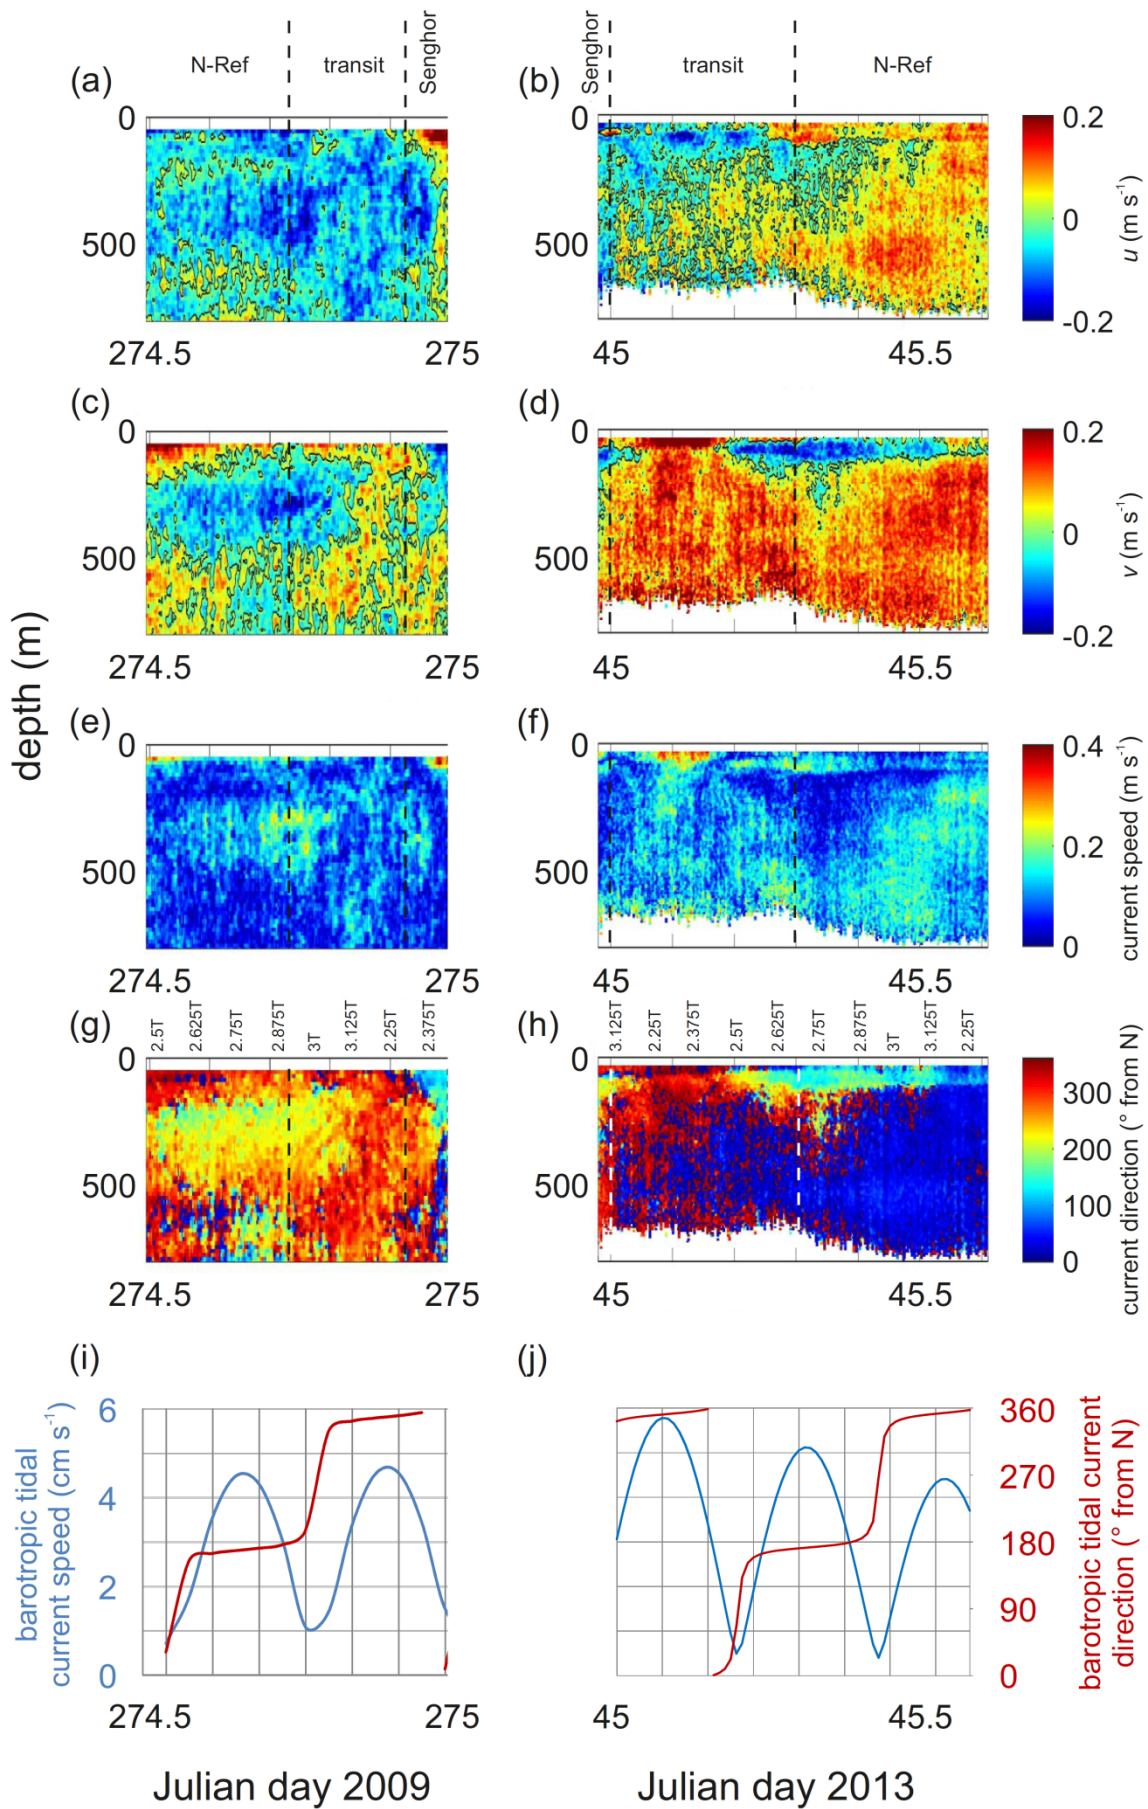 N-Ref transit Senghor
Senghor transit N-Ref
(a)
(b)
0
500
274.5 275
0
500
45 45.5
0.2
0
-0.2
u (m s-1)
(c)
(d)
0
500
274.5 275
0
500
45 45.5
0.2
0
-0.2
v (m s-1)
depth (m)
(e)
(f)
0
500
274.5 275
0
500
45 45.5
0.4
0.2
0
current speed (m s-1)
(g)
2.5T 2.625T 2.75T 2.875T 3T 3.125T 2.25T 2.375T
(h)
3.125T 2.25T 2.375T 2.5T 2.625T 2.75T 2.875T 3T 3.125T 2.25T
0
500
274.5 275
0
500
45 45.5
300
200
100
0
current direction (° from N)
(i)
(j)
6
4
2
0
barotropic tidal
current speed (cm s-1)
274.5 275
45 45.5
360
270
180
90
0
barotropic tidal current
direction (° from N)
Julian day 2009
Julian day 2013